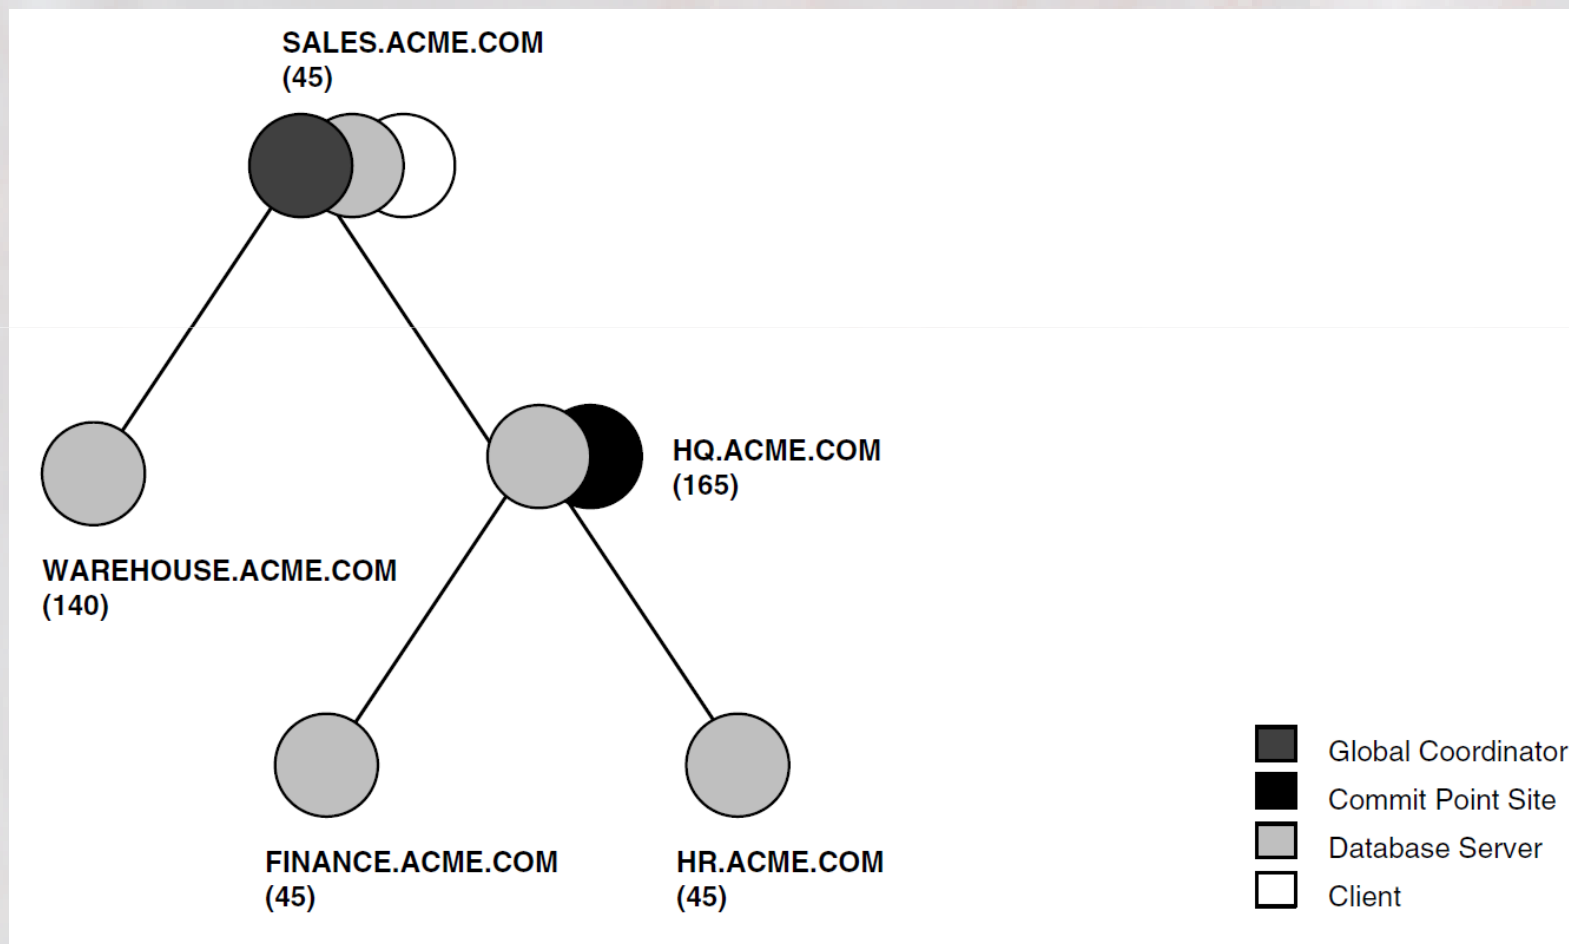 SALES.ACME.COM
(45)
HQ.ACME.COM
(165)
WAREHOUSE.ACME.COM
(140)
FINANCE.ACME.COM
(45)
HR.ACME.COM
(45)
Global Coordinator
Commit Point Site
Database Server
Client